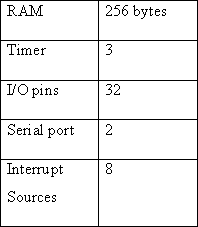 RAM 256 bytes
Timer 3
I/O pins 32
Serial port 2
Interrupt 8
Sources